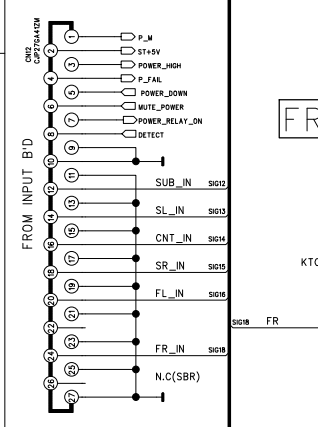 CN12
CJP27GA41ZM
FROM INPUT B'D
1 P_M
2 ST+5V
3 POWER_HIGH
4 P_FAIL
5 POWER_DOWN
6 MUTE_POWER
7 POWER_RELAY_ON
8 DETECT
9
10
11
12 SUB_IN SIG12
13
14 SL_IN SIG13
15
16 CNT_IN SIG14
17
18 SR_IN SIG15
19
20 FL_IN SIG16
21
22
23
24 FR_IN SIG18
25
26 N.C(SBR)
27
FR
KTC
SIG18 FR